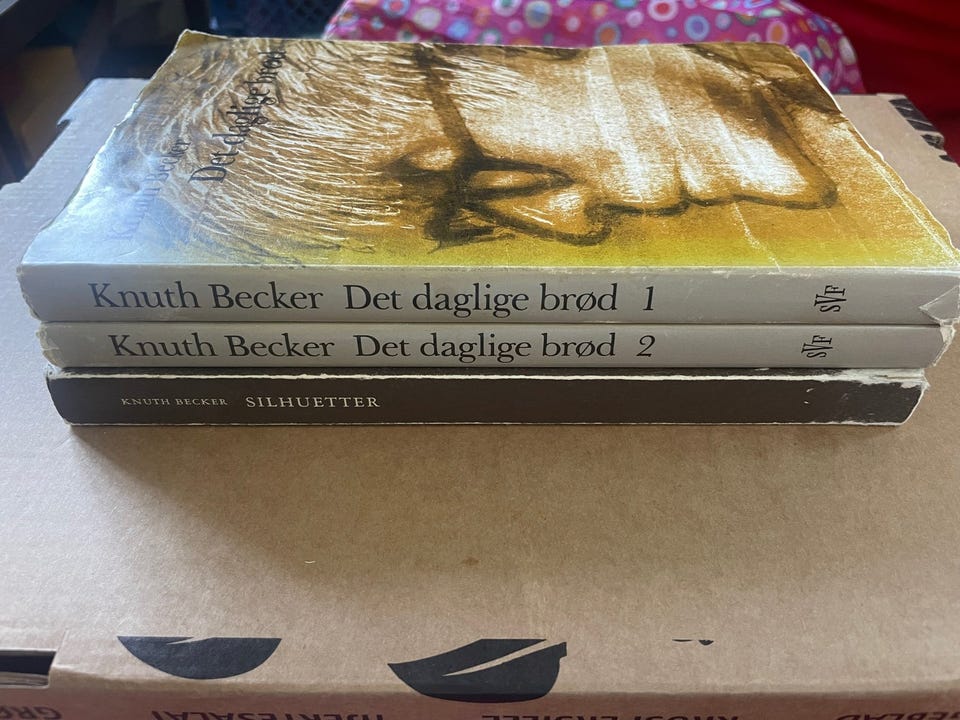 Knuth Becker
Det daglige brød
Knuth Becker Det daglige brød 1
SVF
Knuth Becker Det daglige brød 2
SVF
KNUTH BECKER SILHUETTER
HJERTESALAT